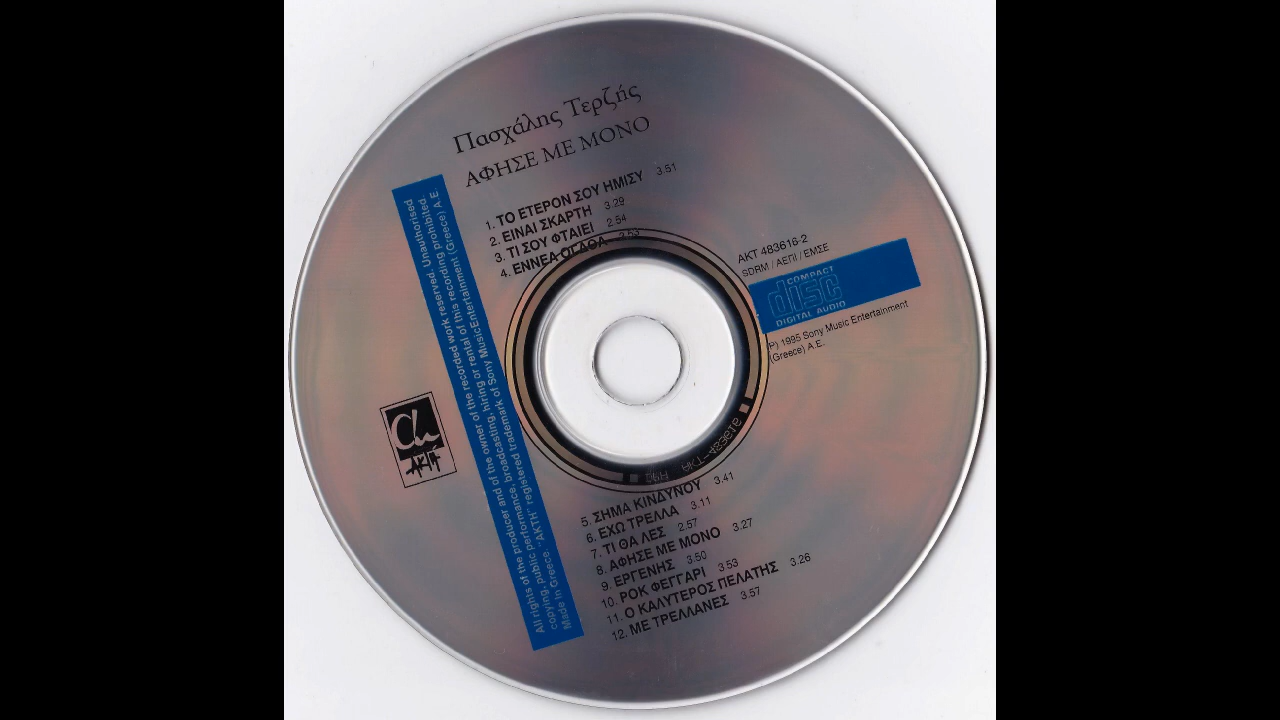 Πασχάλης Τερζής
ΑΦΗΣΕ ΜΕ ΜΟΝΟ
1. ΤΟ ΕΤΕΡΟΝ ΣΟΥ ΗΜΙΣΥ 3.51
2. ΕΙΝΑΙ ΣΚΑΡΤΗ 3.29
3. ΤΙ ΣΟΥ ΦΤΑΙΕΙ 2.54
4. ΕΝΝΕΑ ΟΓΔΟΑ 3.53
AKT 483616-2
SDRM / ΑΕΠΙ / ΕΜΣΕ
COMPACT
disc
DIGITAL AUDIO
P) 1995 Sony Music Entertainment
(Greece) A.E.
All rights of the producer and of the owner of the recorded work reserved. Unauthorised
copying, public performance, broadcasting, hiring or rental of this recording prohibited.
Made In Greece. "AKTH" registered trademark of Sony Music Entertainment (Greece) A.E.
ΑΚΤΗ
5. ΣΗΜΑ ΚΙΝΔΥΝΟΥ 3.41
6. ΕΧΩ ΤΡΕΛΛΑ 3.11
7. ΤΙ ΘΑ ΛΕΣ 2.57
8. ΑΦΗΣΕ ΜΕ ΜΟΝΟ 3.27
9. ΕΡΓΕΝΗΣ 3.50
10. ΡΟΚ ΦΕΓΓΑΡΙ 3.53
11. Ο ΚΑΛΥΤΕΡΟΣ ΠΕΛΑΤΗΣ 3.26
12. ΜΕ ΤΡΕΛΛΑΝΕΣ 3.57